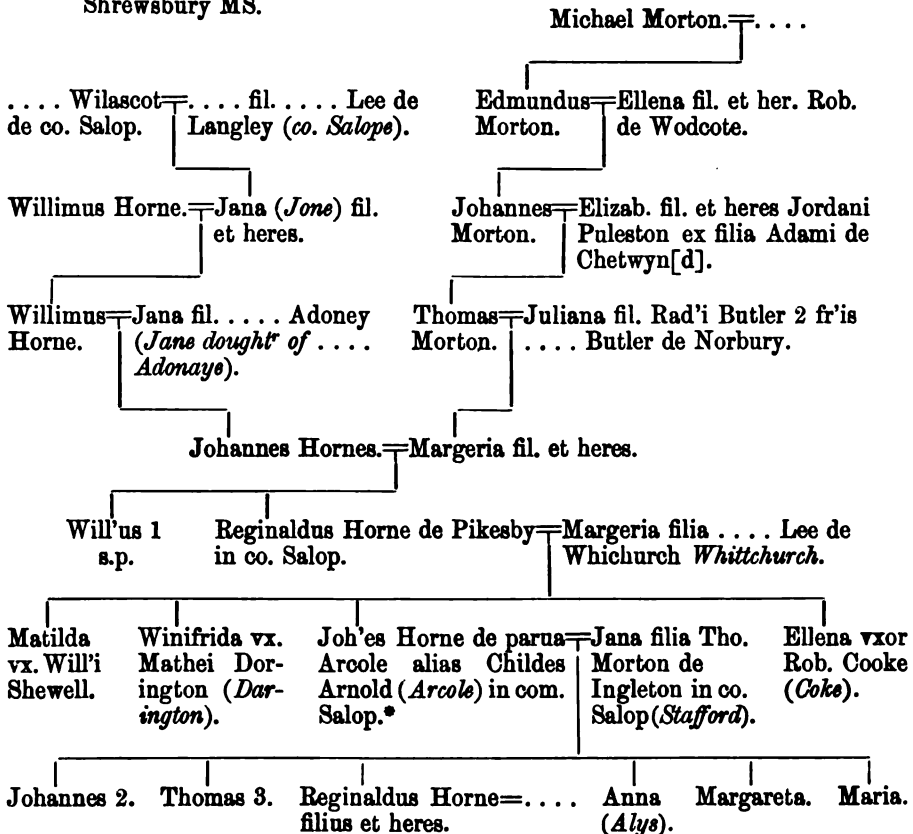 Shrewsbury MS.
Michael Morton.=. . . .
. . . . Wilascot=. . . . fil. . . . . Lee de
de co. Salop. Langley (co. Salope).
Edmundus=Ellena fil. et her. Rob.
Morton. de Wodcote.
Willimus Horne.=Jana (Jone) fil.
et heres.
Johannes=Elizab. fil. et heres Jordani
Morton. Puleston ex filia Adami de
Chetwyn[d].
Willimus=Jana fil. . . . . Adoney
Horne. (Jane doughtr of . . . .
Adonaye).
Thomas=Juliana fil. Rad'i Butler 2 fr'is
Morton. . . . . Butler de Norbury.
Johannes Hornes.=Margeria fil. et heres.
Will'us 1
s.p.
Reginaldus Horne de Pikesby=Margeria filia . . . . Lee de
in co. Salop. Whichurch Whittchurch.
Matilda
vx. Will'i
Shewell.
Winifrida vx.
Mathei Dor-
ington (Dar-
ington).
Joh'es Horne de parua=Jana filia Tho.
Arcole alias Childes Morton de
Arnold (Arcole) in com. Ingleton in co.
Salop.* Salop (Stafford).
Ellena vxor
Rob. Cooke
(Coke).
Johannes 2. Thomas 3. Reginaldus Horne=. . . . Anna Margareta. Maria.
filius et heres. (Alys).